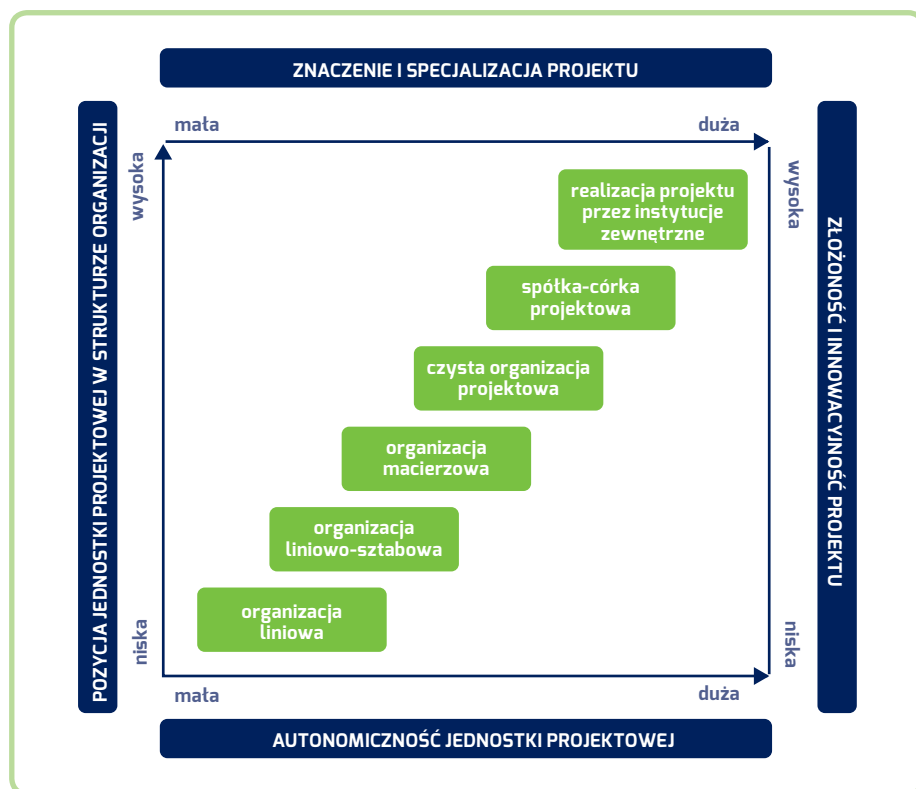 ZNACZENIE I SPECJALIZACJA PROJEKTU
POZYCJA JEDNOSTKI PROJEKTOWEJ W STRUKTURZE ORGANIZACJI
mała
duża
wysoka
wysoka
realizacja projektu
przez instytucje
zewnętrzne
spółka-córka
projektowa
czysta organizacja
projektowa
organizacja
macierzowa
organizacja
liniowo-sztabowa
organizacja
liniowa
niska
niska
mała
duża
ZŁOŻONOŚĆ I INNOWACYJNOŚĆ PROJEKTU
AUTONOMICZNOŚĆ JEDNOSTKI PROJEKTOWEJ